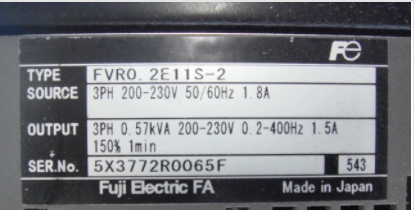 Fe
TYPE FVR0.2E11S-2
SOURCE 3PH 200-230V 50/60Hz 1.8A
OUTPUT 3PH 0.57kVA 200-230V 0.2-400Hz 1.5A
150% 1min
SER.No. 5X3772R0065F 543
Fuji Electric FA Made in Japan